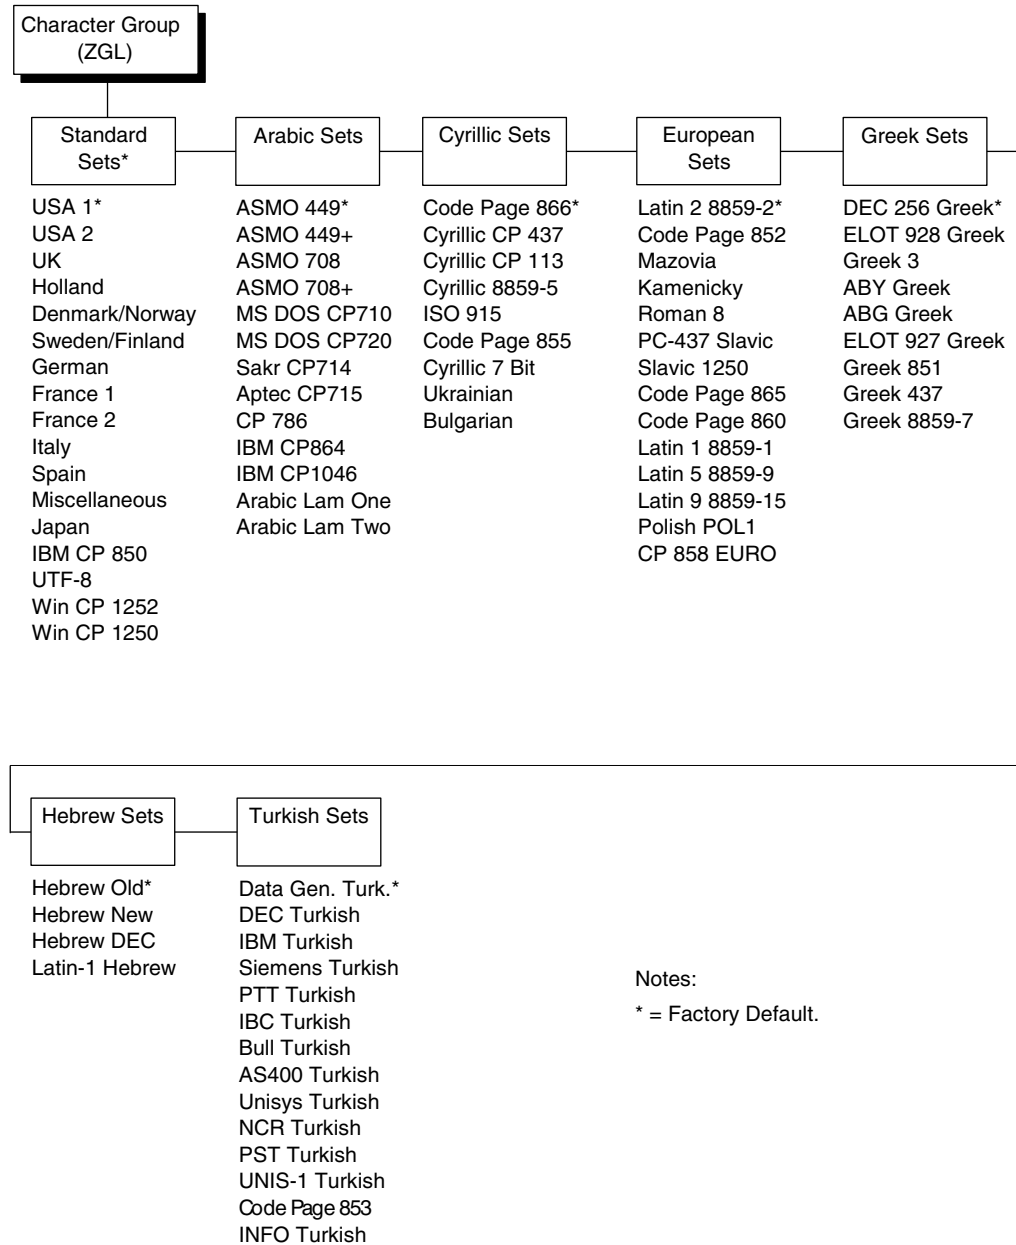 Character Group
(ZGL)
Standard
Sets*
USA 1*
USA 2
UK
Holland
Denmark/Norway
Sweden/Finland
German
France 1
France 2
Italy
Spain
Miscellaneous
Japan
IBM CP 850
UTF-8
Win CP 1252
Win CP 1250
Arabic Sets
ASMO 449*
ASMO 449+
ASMO 708
ASMO 708+
MS DOS CP710
MS DOS CP720
Sakr CP714
Aptec CP715
CP 786
IBM CP864
IBM CP1046
Arabic Lam One
Arabic Lam Two
Cyrillic Sets
Code Page 866*
Cyrillic CP 437
Cyrillic CP 113
Cyrillic 8859-5
ISO 915
Code Page 855
Cyrillic 7 Bit
Ukrainian
Bulgarian
European
Sets
Latin 2 8859-2*
Code Page 852
Mazovia
Kamenicky
Roman 8
PC-437 Slavic
Slavic 1250
Code Page 865
Code Page 860
Latin 1 8859-1
Latin 5 8859-9
Latin 9 8859-15
Polish POL1
CP 858 EURO
Greek Sets
DEC 256 Greek*
ELOT 928 Greek
Greek 3
ABY Greek
ABG Greek
ELOT 927 Greek
Greek 851
Greek 437
Greek 8859-7
Hebrew Sets
Hebrew Old*
Hebrew New
Hebrew DEC
Latin-1 Hebrew
Turkish Sets
Data Gen. Turk.*
DEC Turkish
IBM Turkish
Siemens Turkish
PTT Turkish
IBC Turkish
Bull Turkish
AS400 Turkish
Unisys Turkish
NCR Turkish
PST Turkish
UNIS-1 Turkish
Code Page 853
INFO Turkish
Notes:
* = Factory Default.